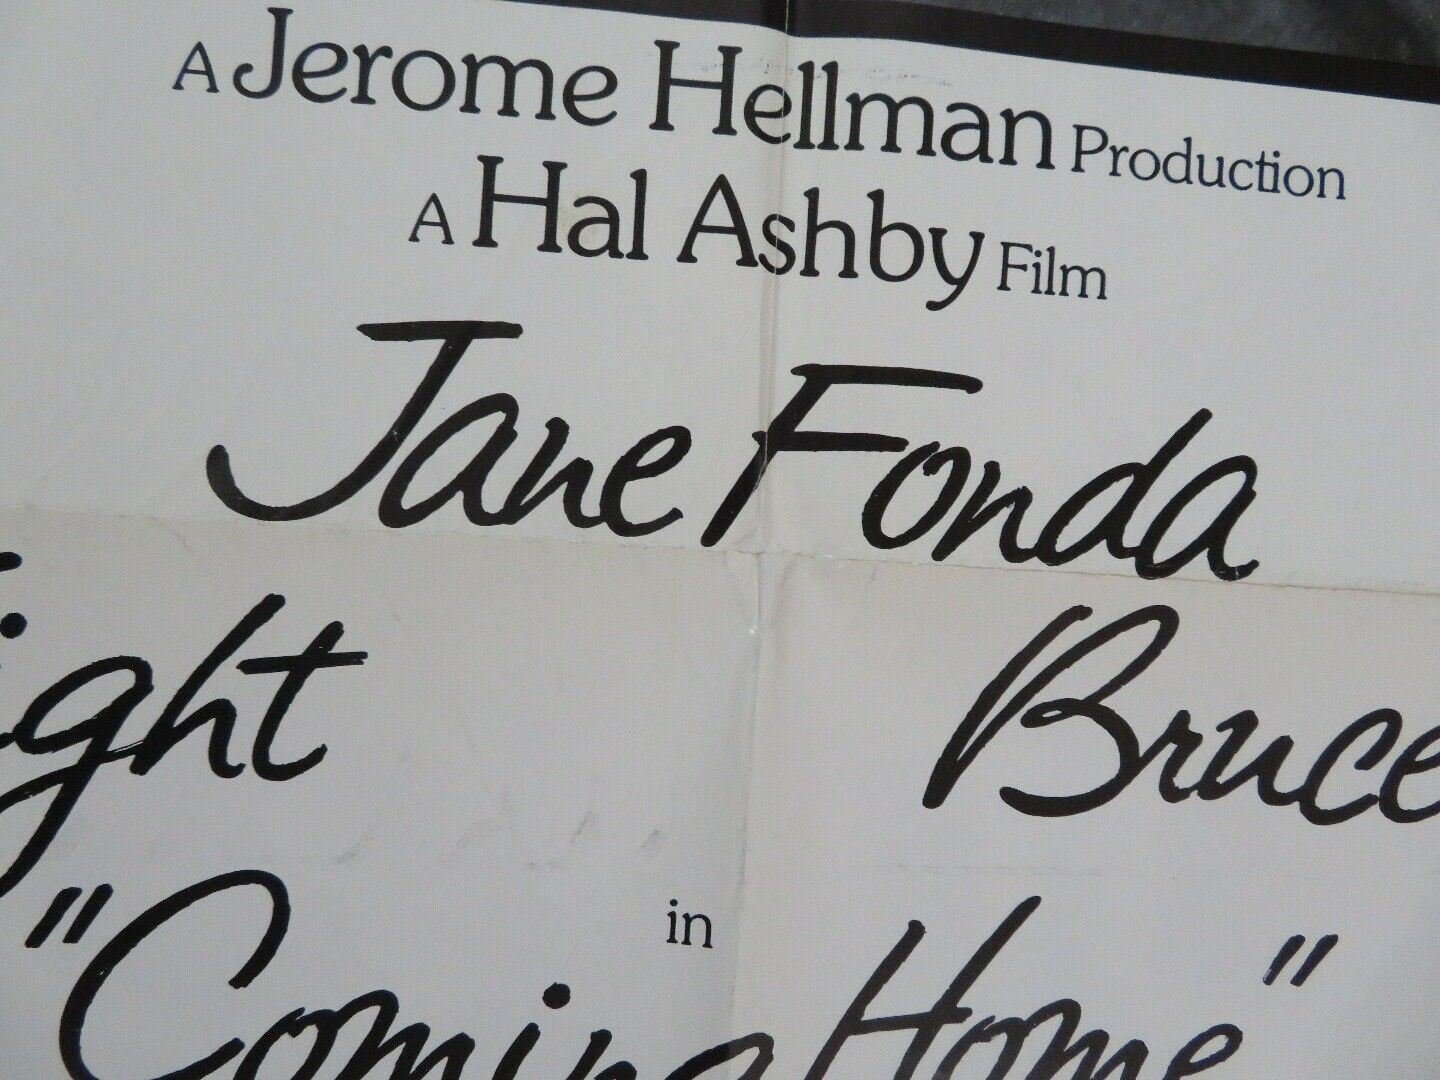 A Jerome Hellman Production
A Hal Ashby Film
Jane Fonda
ight Bruce
in
"Coming Home"